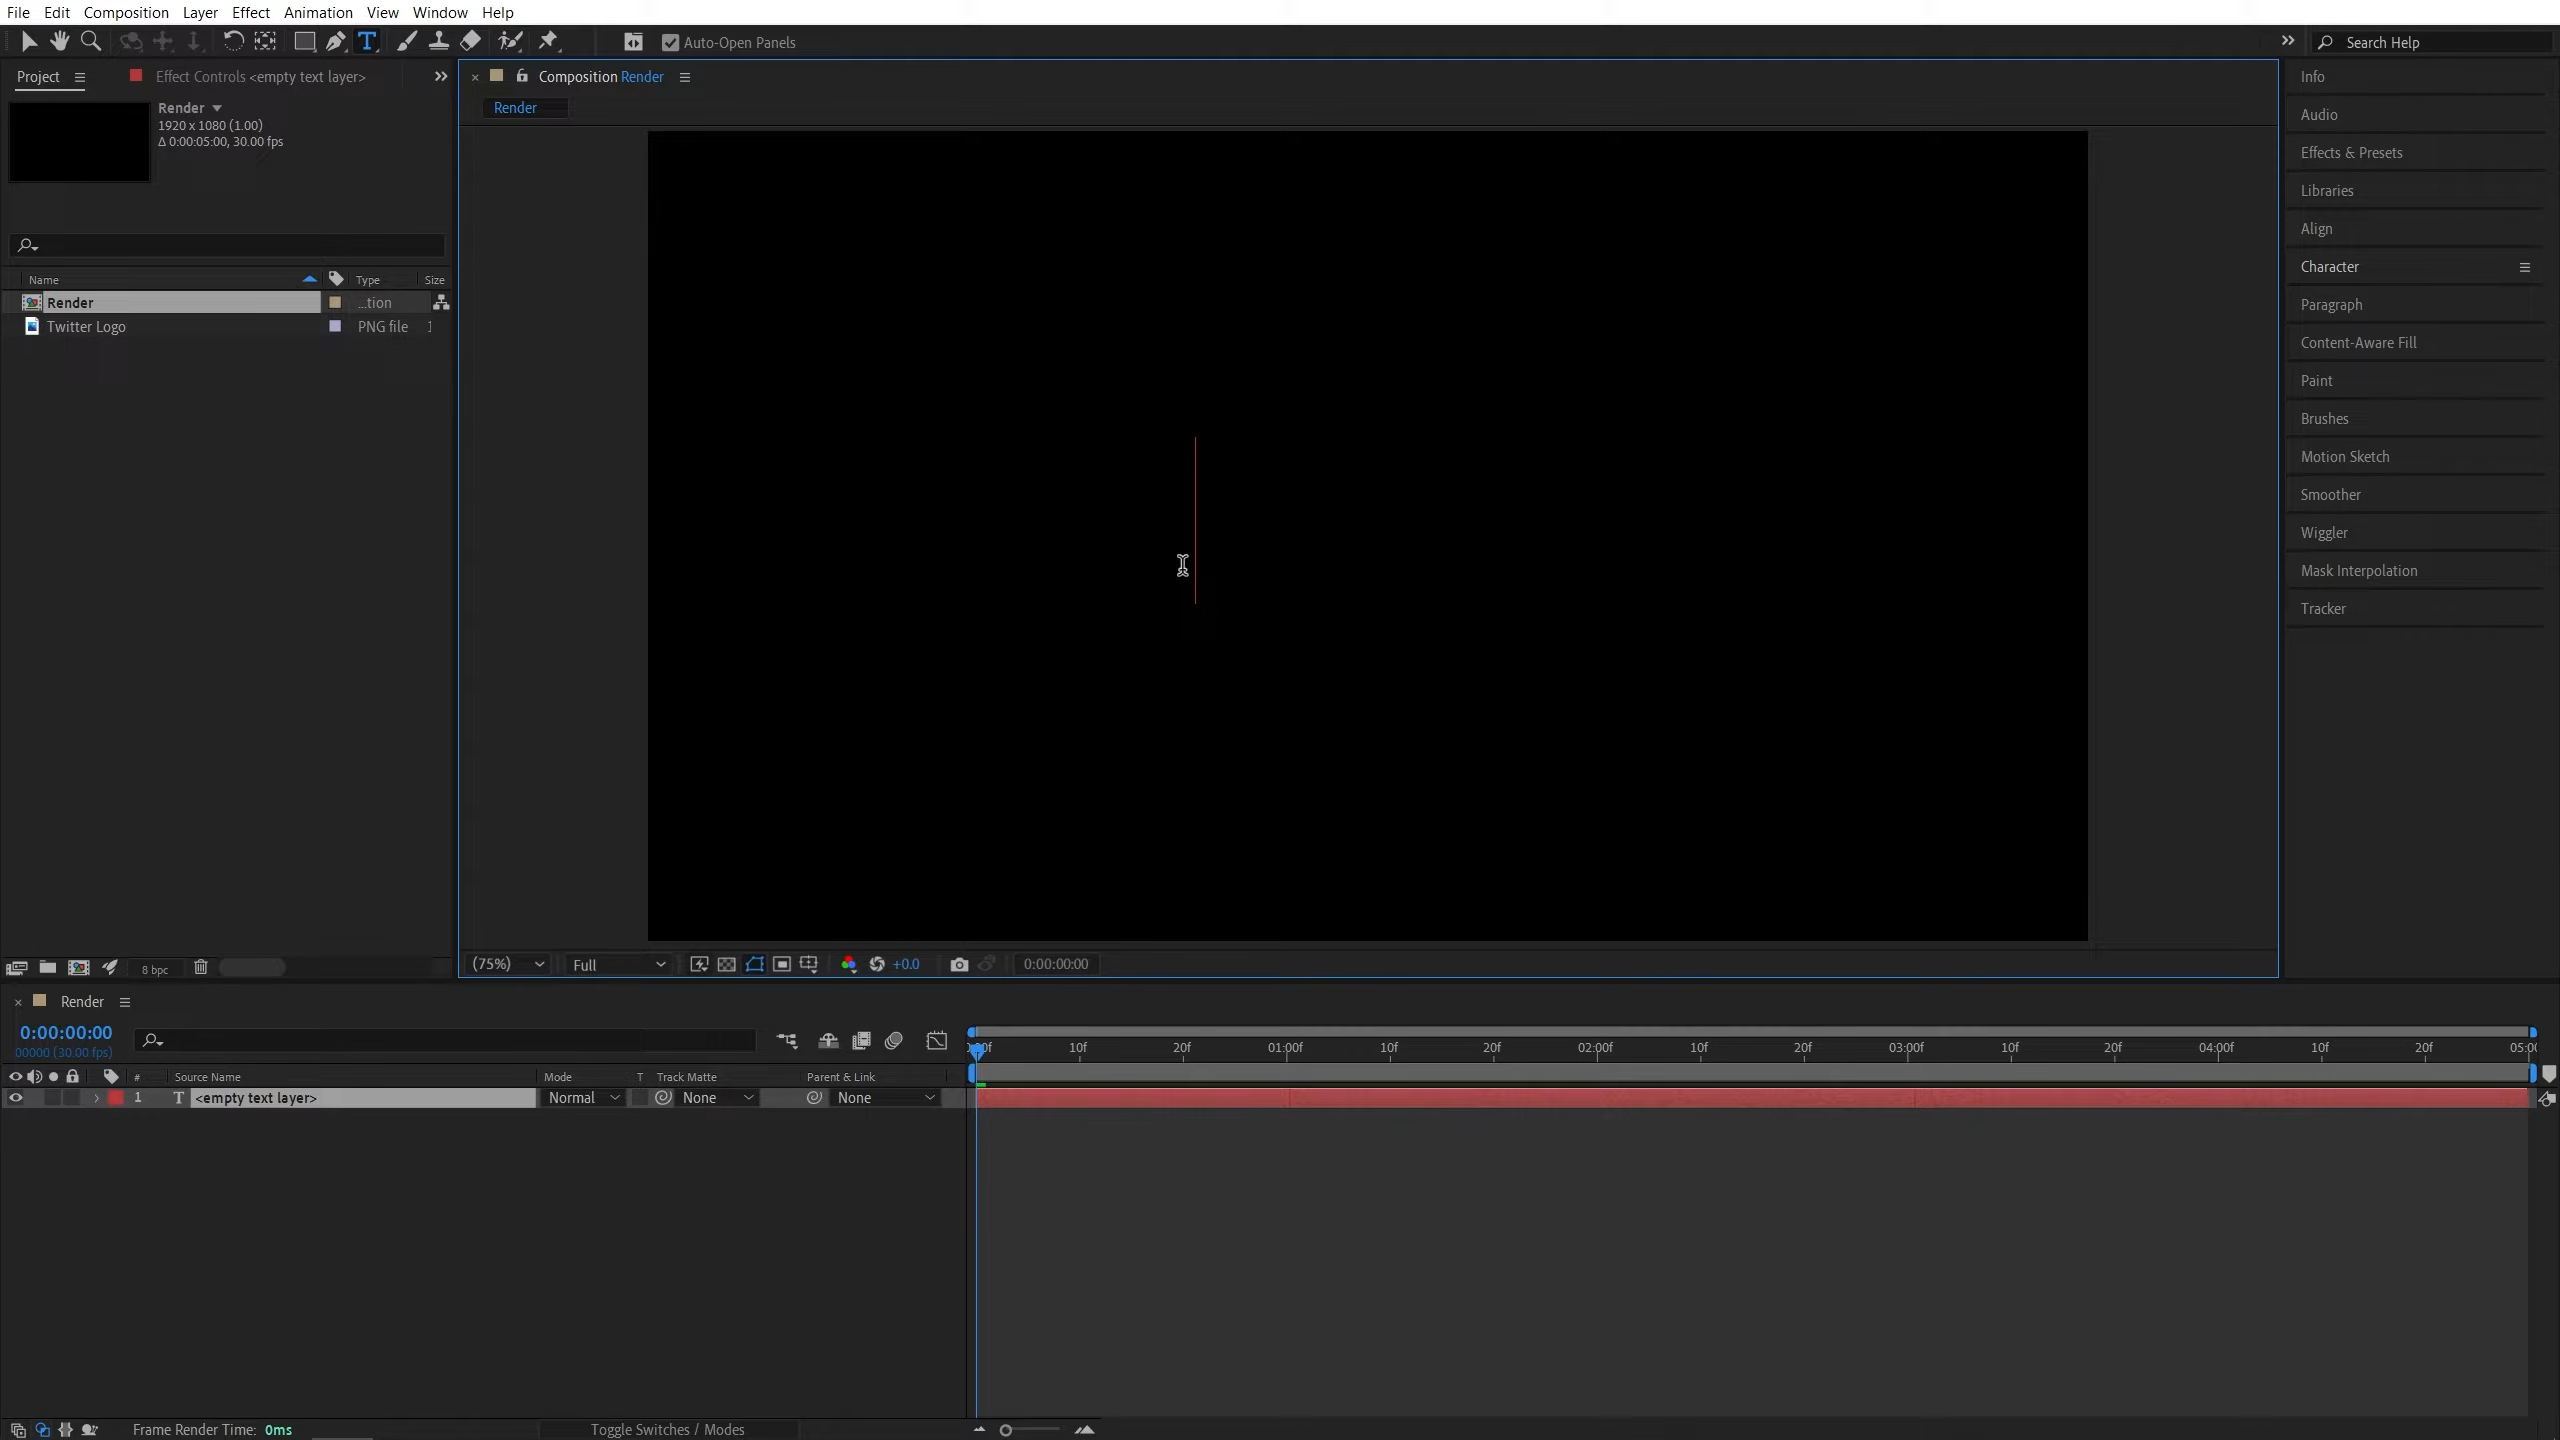 File Edit Composition Layer Effect Animation View Window Help
Auto-Open Panels
Search Help
Project
Effect Controls <empty text layer>
Render
1920 x 1080 (1.00)
Δ 0:00:05:00, 30.00 fps
Name Type Size
Render ...tion
Twitter Logo PNG file 1
8 bpc
Composition Render
Render
(75%) Full +0.0 0:00:00:00
Info
Audio
Effects & Presets
Libraries
Align
Character
Paragraph
Content-Aware Fill
Paint
Brushes
Motion Sketch
Smoother
Wiggler
Mask Interpolation
Tracker
Render
0:00:00:00
00000 (30.00 fps)
10f 20f 01:00f 10f 20f 02:00f 10f 20f 03:00f 10f 20f 04:00f 10f 20f 05:00
# Source Name Mode T Track Matte Parent & Link
1 T <empty text layer> Normal None None
Frame Render Time: 0ms
Toggle Switches / Modes